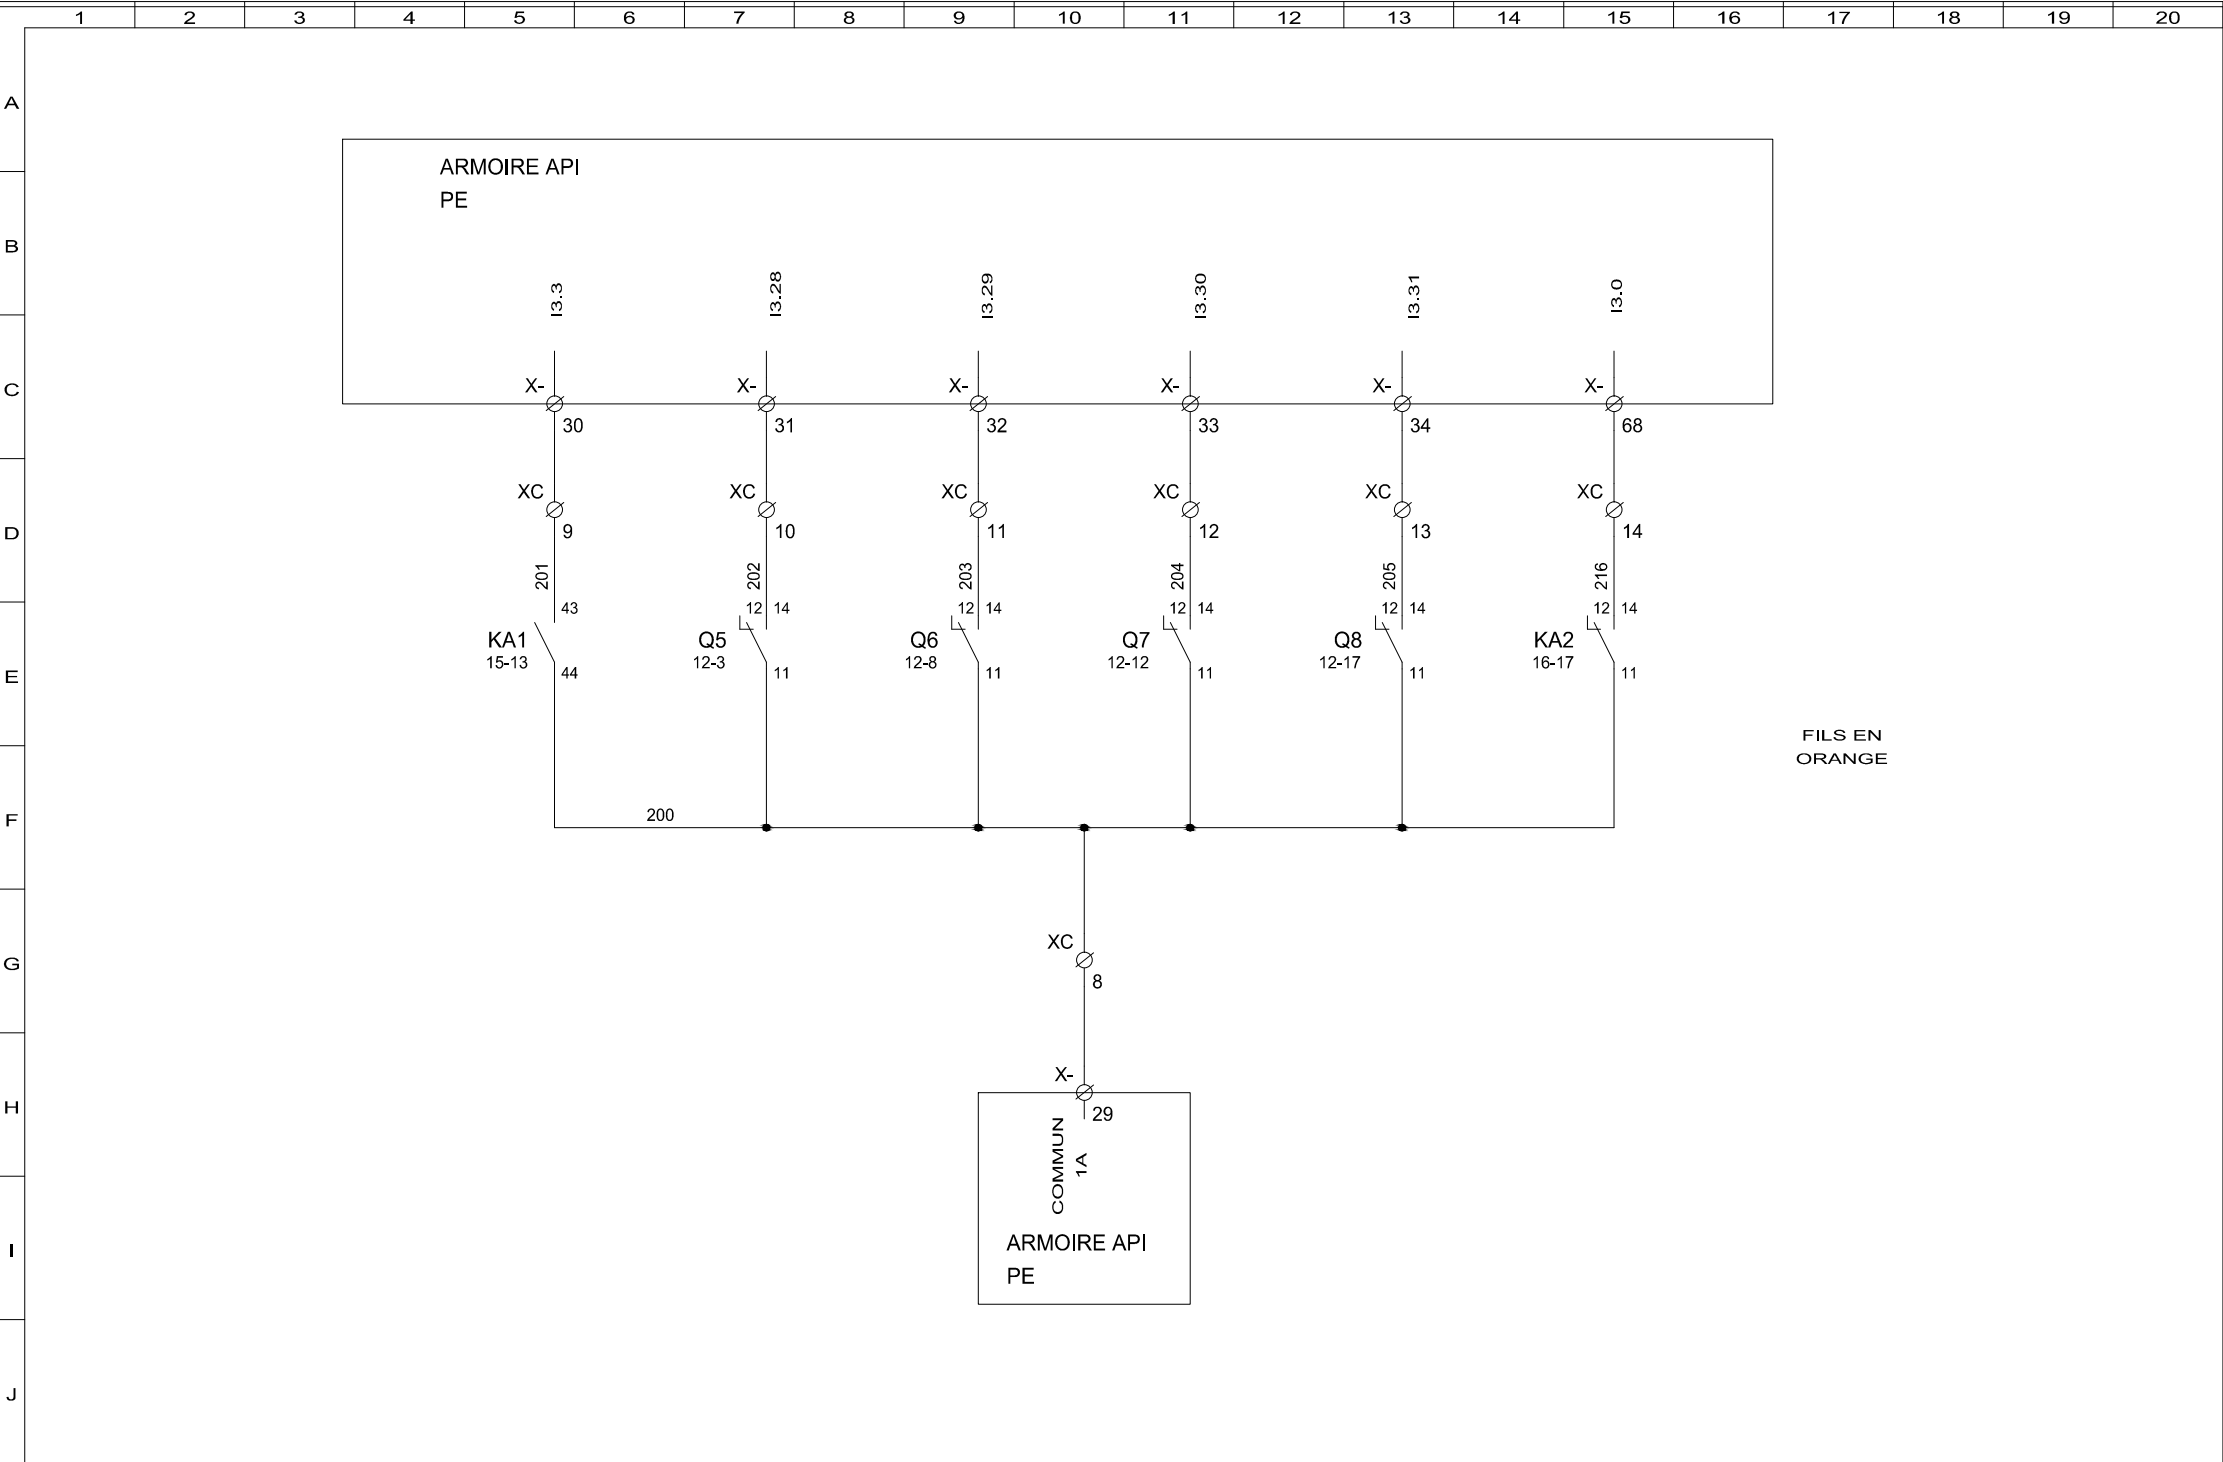 1 2 3 4 5 6 7 8 9 10 11 12 13 14 15 16 17 18 19 20
A
ARMOIRE API
PE
B
I3.3 I3.28 I3.29 I3.30 I3.31 I3.0
C
X- X- X- X- X- X-
30 31 32 33 34 68
XC XC XC XC XC XC
D
9 10 11 12 13 14
201 202 203 204 205 216
43 12 14 12 14 12 14 12 14 12 14
KA1 Q5 Q6 Q7 Q8 KA2
15-13 12-3 12-8 12-12 12-17 16-17
E
44 11 11 11 11 11
FILS EN
ORANGE
F
200
XC
G
8
X-
H
29
COMMUN
1A
ARMOIRE API
I
PE
J